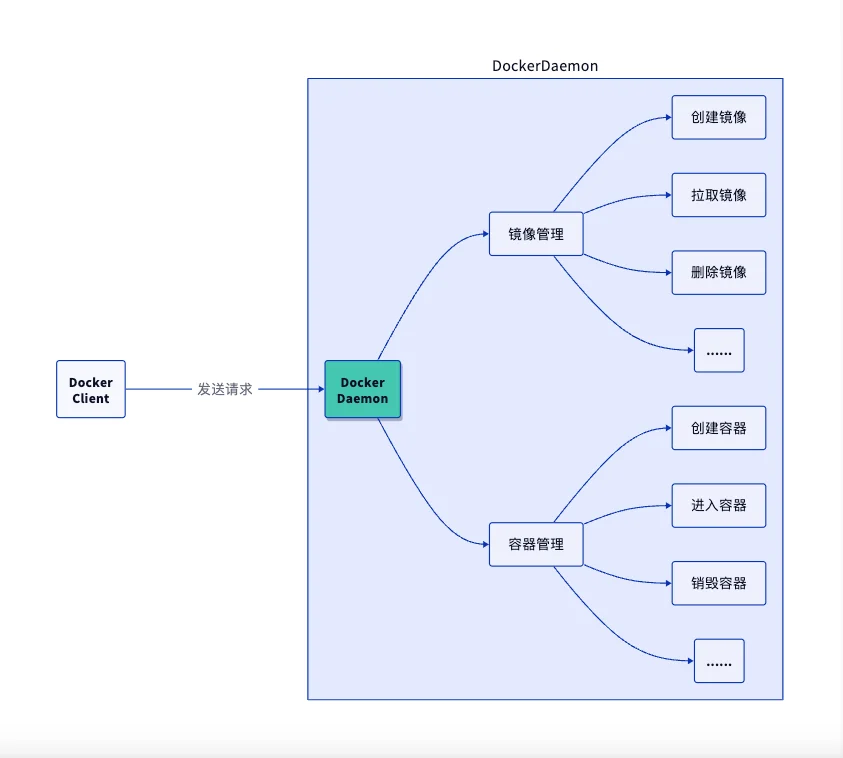 DockerDaemon
Docker
Client
发送请求
Docker
Daemon
镜像管理
创建镜像
拉取镜像
删除镜像
......
容器管理
创建容器
进入容器
销毁容器
......